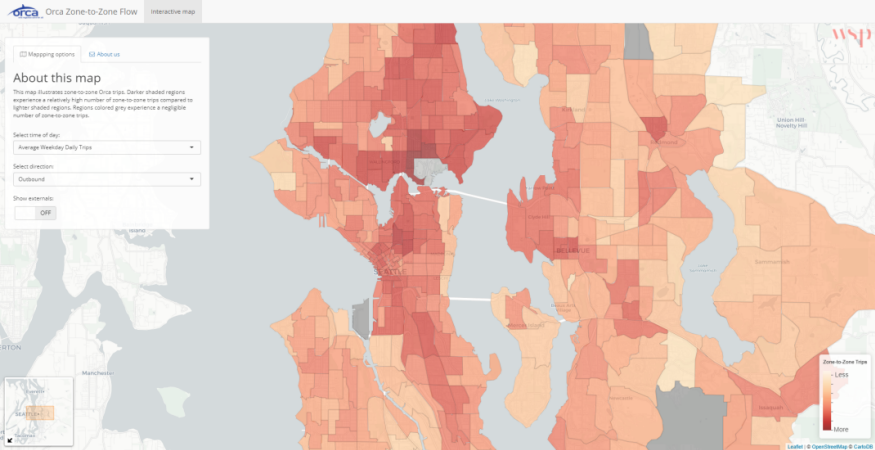 orca
Orca Zone-to-Zone Flow
Interactive map
wsp
Mappping options
About us
About this map
This map illustrates zone-to-zone Orca trips. Darker shaded regions
experience a relatively high number of zone-to-zone trips compared to
lighter shaded regions. Regions colored grey experience a negligible
number of zone-to-zone trips.
Select time of day:
Average Weekday Daily Trips
Select direction:
Outbound
Show externals:
OFF
Union Hill-
Novelty Hill
Island
BELLEVUE
Sammamish
Manchester
ERTON
SEATTLE
Zone-to-Zone Trips
Less
More
Leaflet | © OpenStreetMap © CartoDB